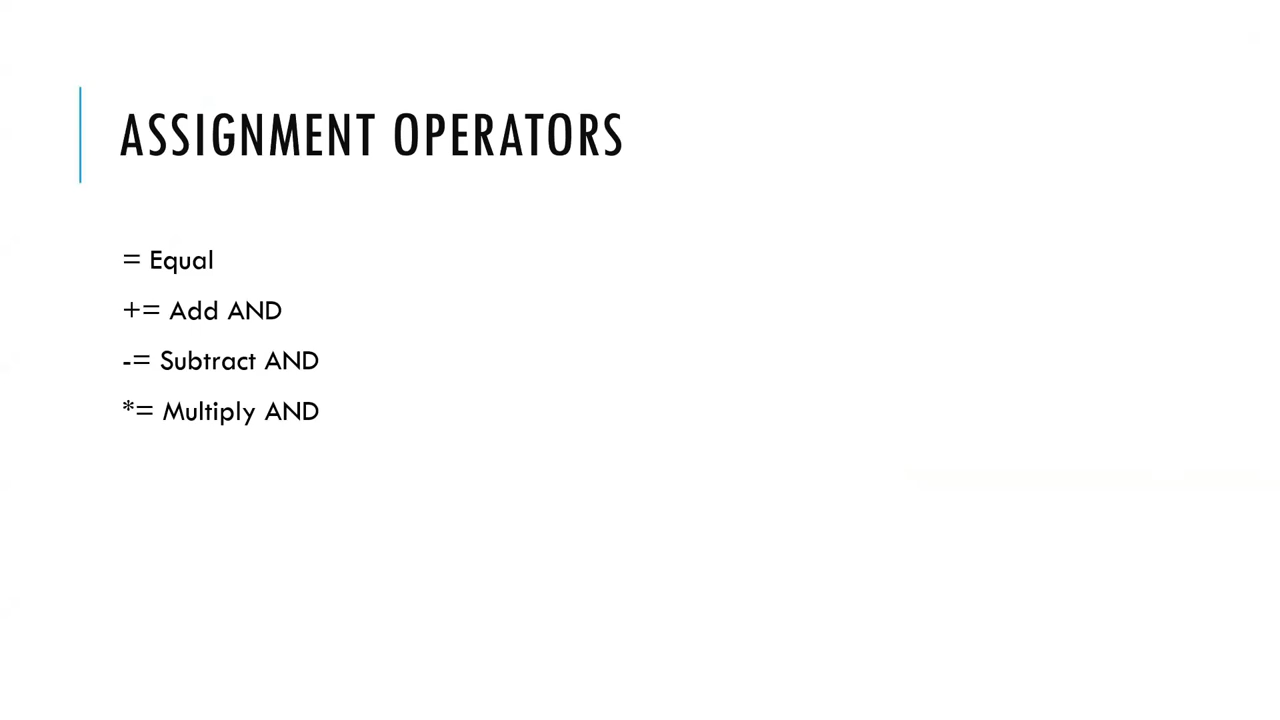 ASSIGNMENT OPERATORS
= Equal
+= Add AND
-= Subtract AND
*= Multiply AND